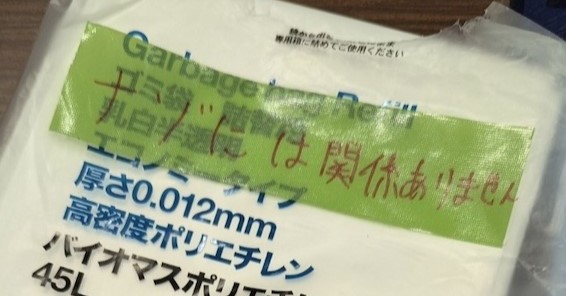 専用箱に詰めてご使用ください
Garbage bag Refill
ゴミ袋 詰替用
乳白半透明
ナゾには関係ありません
エコノミータイプ
厚さ0.012mm
高密度ポリエチレン
バイオマスポリエチレ
45L